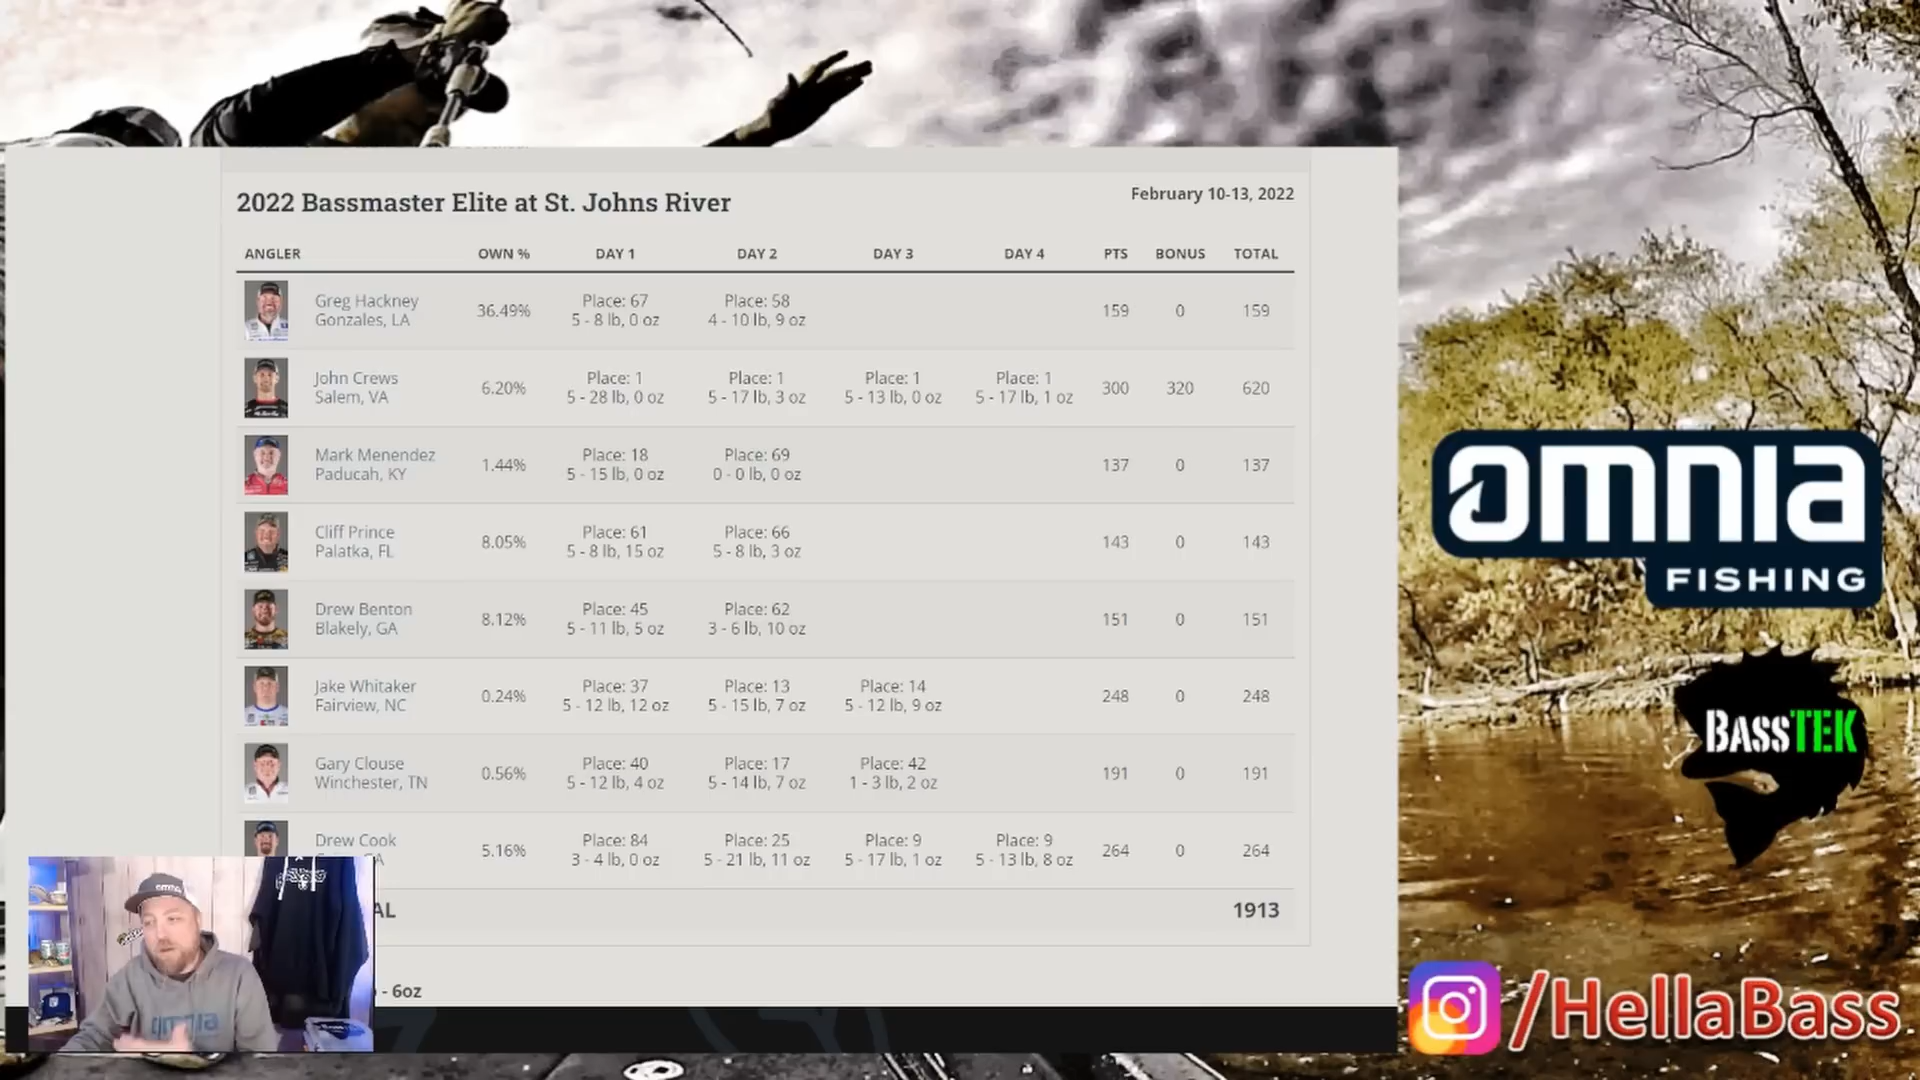 2022 Bassmaster Elite at St. Johns River
February 10-13, 2022
ANGLER OWN % DAY 1 DAY 2 DAY 3 DAY 4 PTS BONUS TOTAL
Greg Hackney
Gonzales, LA
36.49%
Place: 67
5 - 8 lb, 0 oz
Place: 58
4 - 10 lb, 9 oz
159 0 159
John Crews
Salem, VA
6.20%
Place: 1
5 - 28 lb, 0 oz
Place: 1
5 - 17 lb, 3 oz
Place: 1
5 - 13 lb, 0 oz
Place: 1
5 - 17 lb, 1 oz
300 320 620
Mark Menendez
Paducah, KY
1.44%
Place: 18
5 - 15 lb, 0 oz
Place: 69
0 - 0 lb, 0 oz
137 0 137
Cliff Prince
Palatka, FL
8.05%
Place: 61
5 - 8 lb, 15 oz
Place: 66
5 - 8 lb, 3 oz
143 0 143
Drew Benton
Blakely, GA
8.12%
Place: 45
5 - 11 lb, 5 oz
Place: 62
3 - 6 lb, 10 oz
151 0 151
Jake Whitaker
Fairview, NC
0.24%
Place: 37
5 - 12 lb, 12 oz
Place: 13
5 - 15 lb, 7 oz
Place: 14
5 - 12 lb, 9 oz
248 0 248
Gary Clouse
Winchester, TN
0.56%
Place: 40
5 - 12 lb, 4 oz
Place: 17
5 - 14 lb, 7 oz
Place: 42
1 - 3 lb, 2 oz
191 0 191
Drew Cook
5.16%
Place: 84
3 - 4 lb, 0 oz
Place: 25
5 - 21 lb, 11 oz
Place: 9
5 - 17 lb, 1 oz
Place: 9
5 - 13 lb, 8 oz
264 0 264
AL 1913
- 6oz
omnia
FISHING
BASSTEK
/HellaBass
omnia
omnia